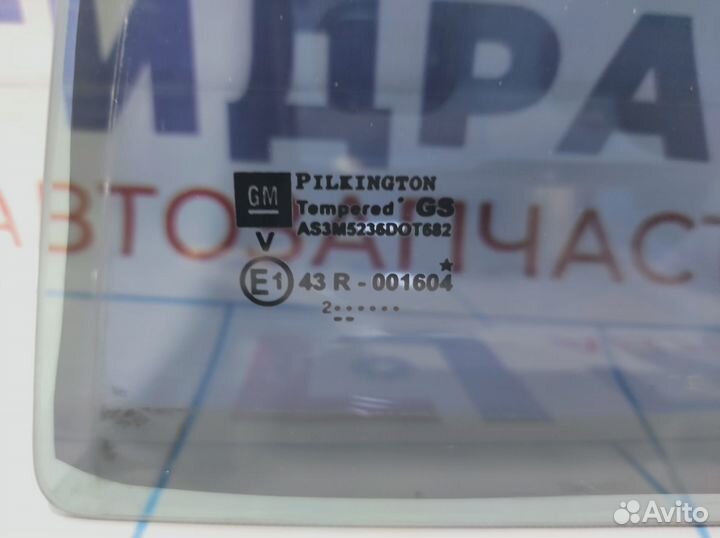 ИДРА
АВТОЗАПЧАСТ
GM PILKINGTON
Tempered GS
AS3M5236DOT682
V
E1 43 R - 001604
2
Avito